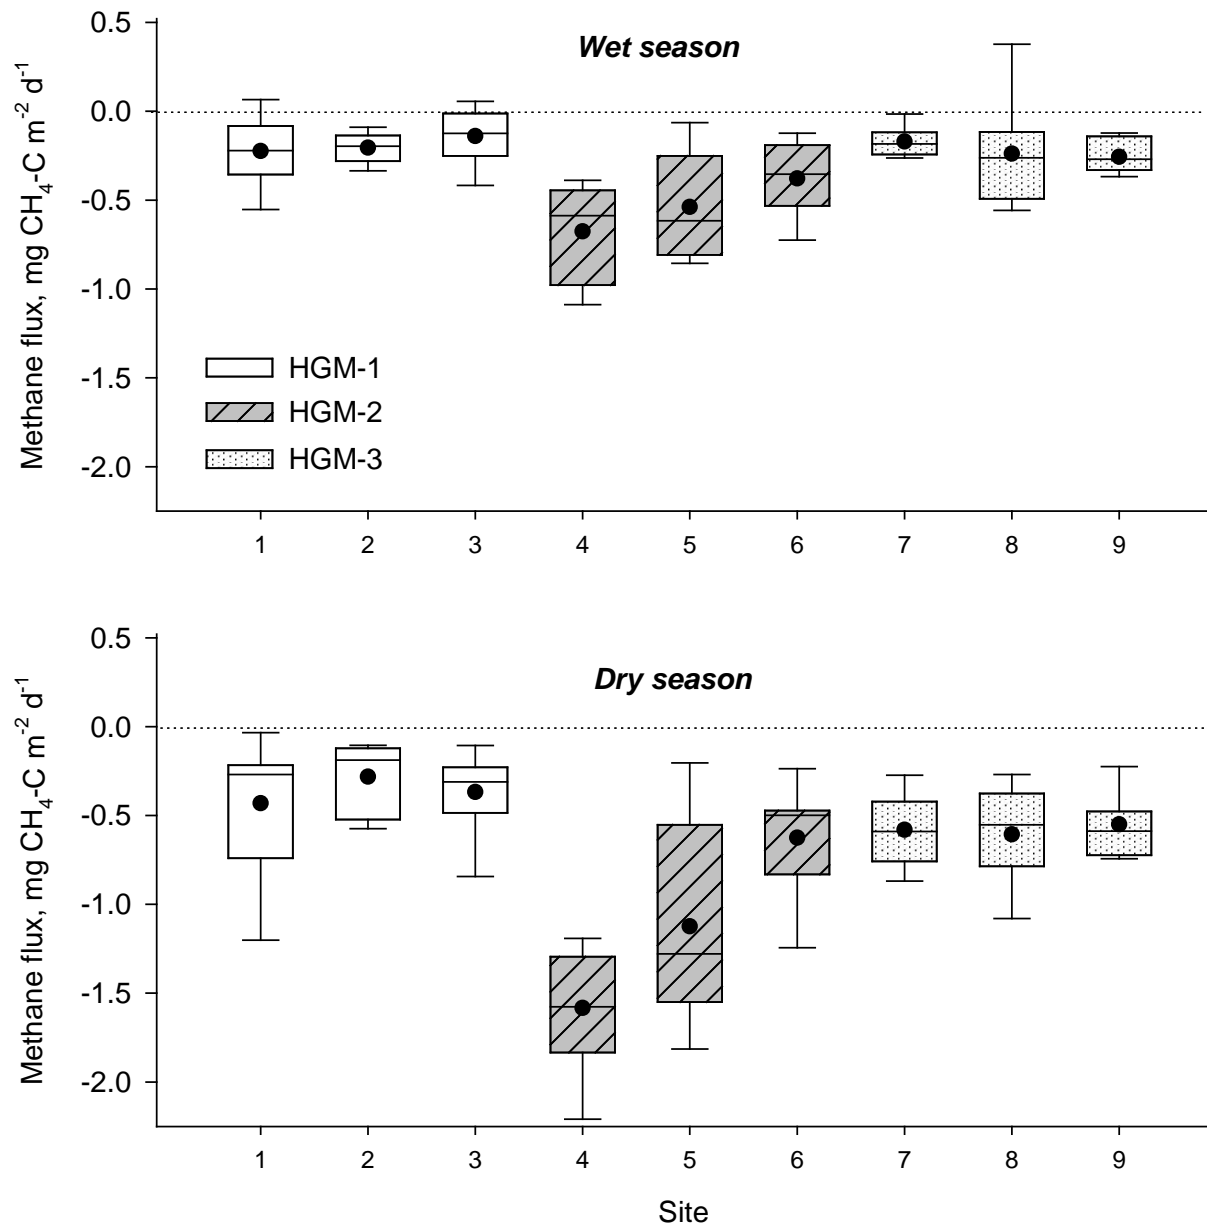 Wet season
Methane flux, mg CH4-C m-2 d-1
0.5
0.0
-0.5
-1.0
-1.5
-2.0
HGM-1
HGM-2
HGM-3
1 2 3 4 5 6 7 8 9
Dry season
Methane flux, mg CH4-C m-2 d-1
0.5
0.0
-0.5
-1.0
-1.5
-2.0
1 2 3 4 5 6 7 8 9
Site